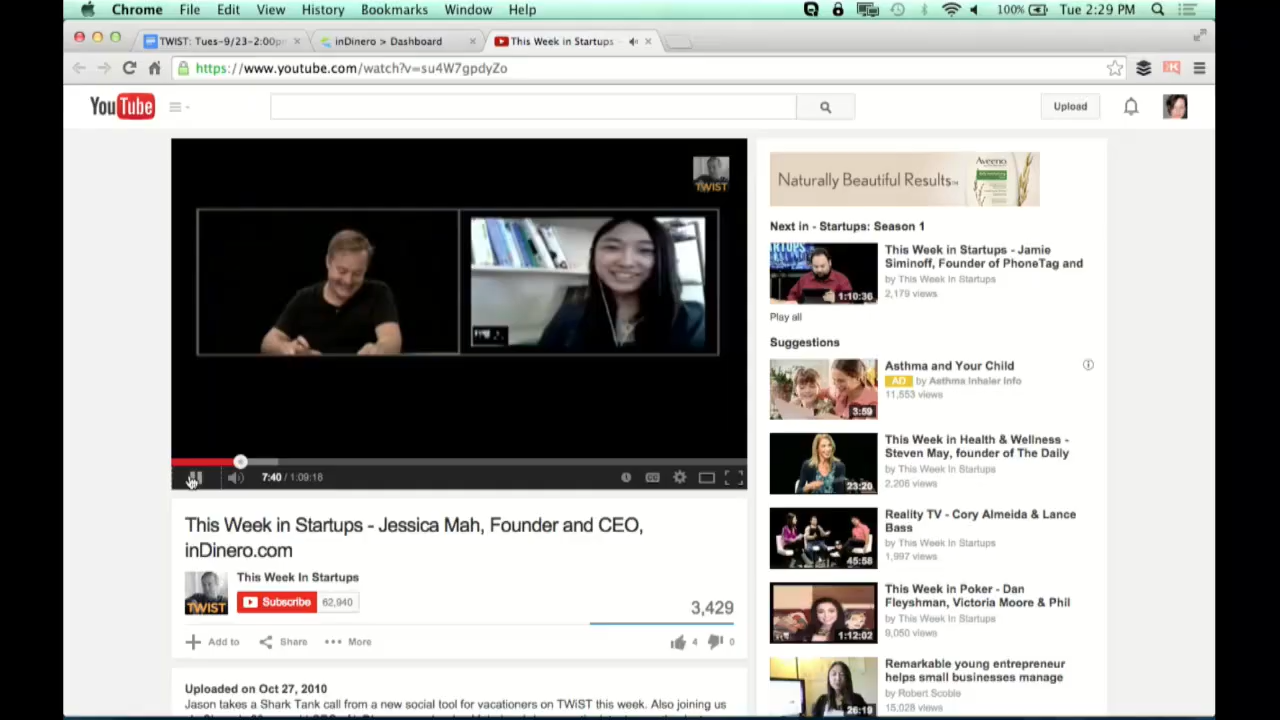 Chrome File Edit View History Bookmarks Window Help 100% Tue 2:29 PM
TWIST: Tues-9/23-2:00pm inDinero > Dashboard This Week in Startups
https://www.youtube.com/watch?v=su4W7gpdyZo
YouTube Upload
TWIST
7:40 / 1:09:18
This Week in Startups - Jessica Mah, Founder and CEO,
inDinero.com
TWIST
This Week In Startups
Subscribe 62,940
3,429
Add to Share More 4 0
Uploaded on Oct 27, 2010
Jason takes a Shark Tank call from a new social tool for vacationers on TWiST this week. Also joining us
Aveeno
Naturally Beautiful Results™
Next in - Startups: Season 1
1:10:36
This Week in Startups - Jamie
Siminoff, Founder of PhoneTag and
by This Week In Startups
2,179 views
Play all
Suggestions
3:59
Asthma and Your Child
AD by Asthma Inhaler Info
11,553 views
23:20
This Week in Health & Wellness -
Steven May, founder of The Daily
by This Week In Startups
2,206 views
45:58
Reality TV - Cory Almeida & Lance
Bass
by This Week In Startups
1,997 views
1:12:02
This Week in Poker - Dan
Fleyshman, Victoria Moore & Phil
by This Week In Startups
9,050 views
26:19
Remarkable young entrepreneur
helps small businesses manage
by Robert Scoble
15,028 views